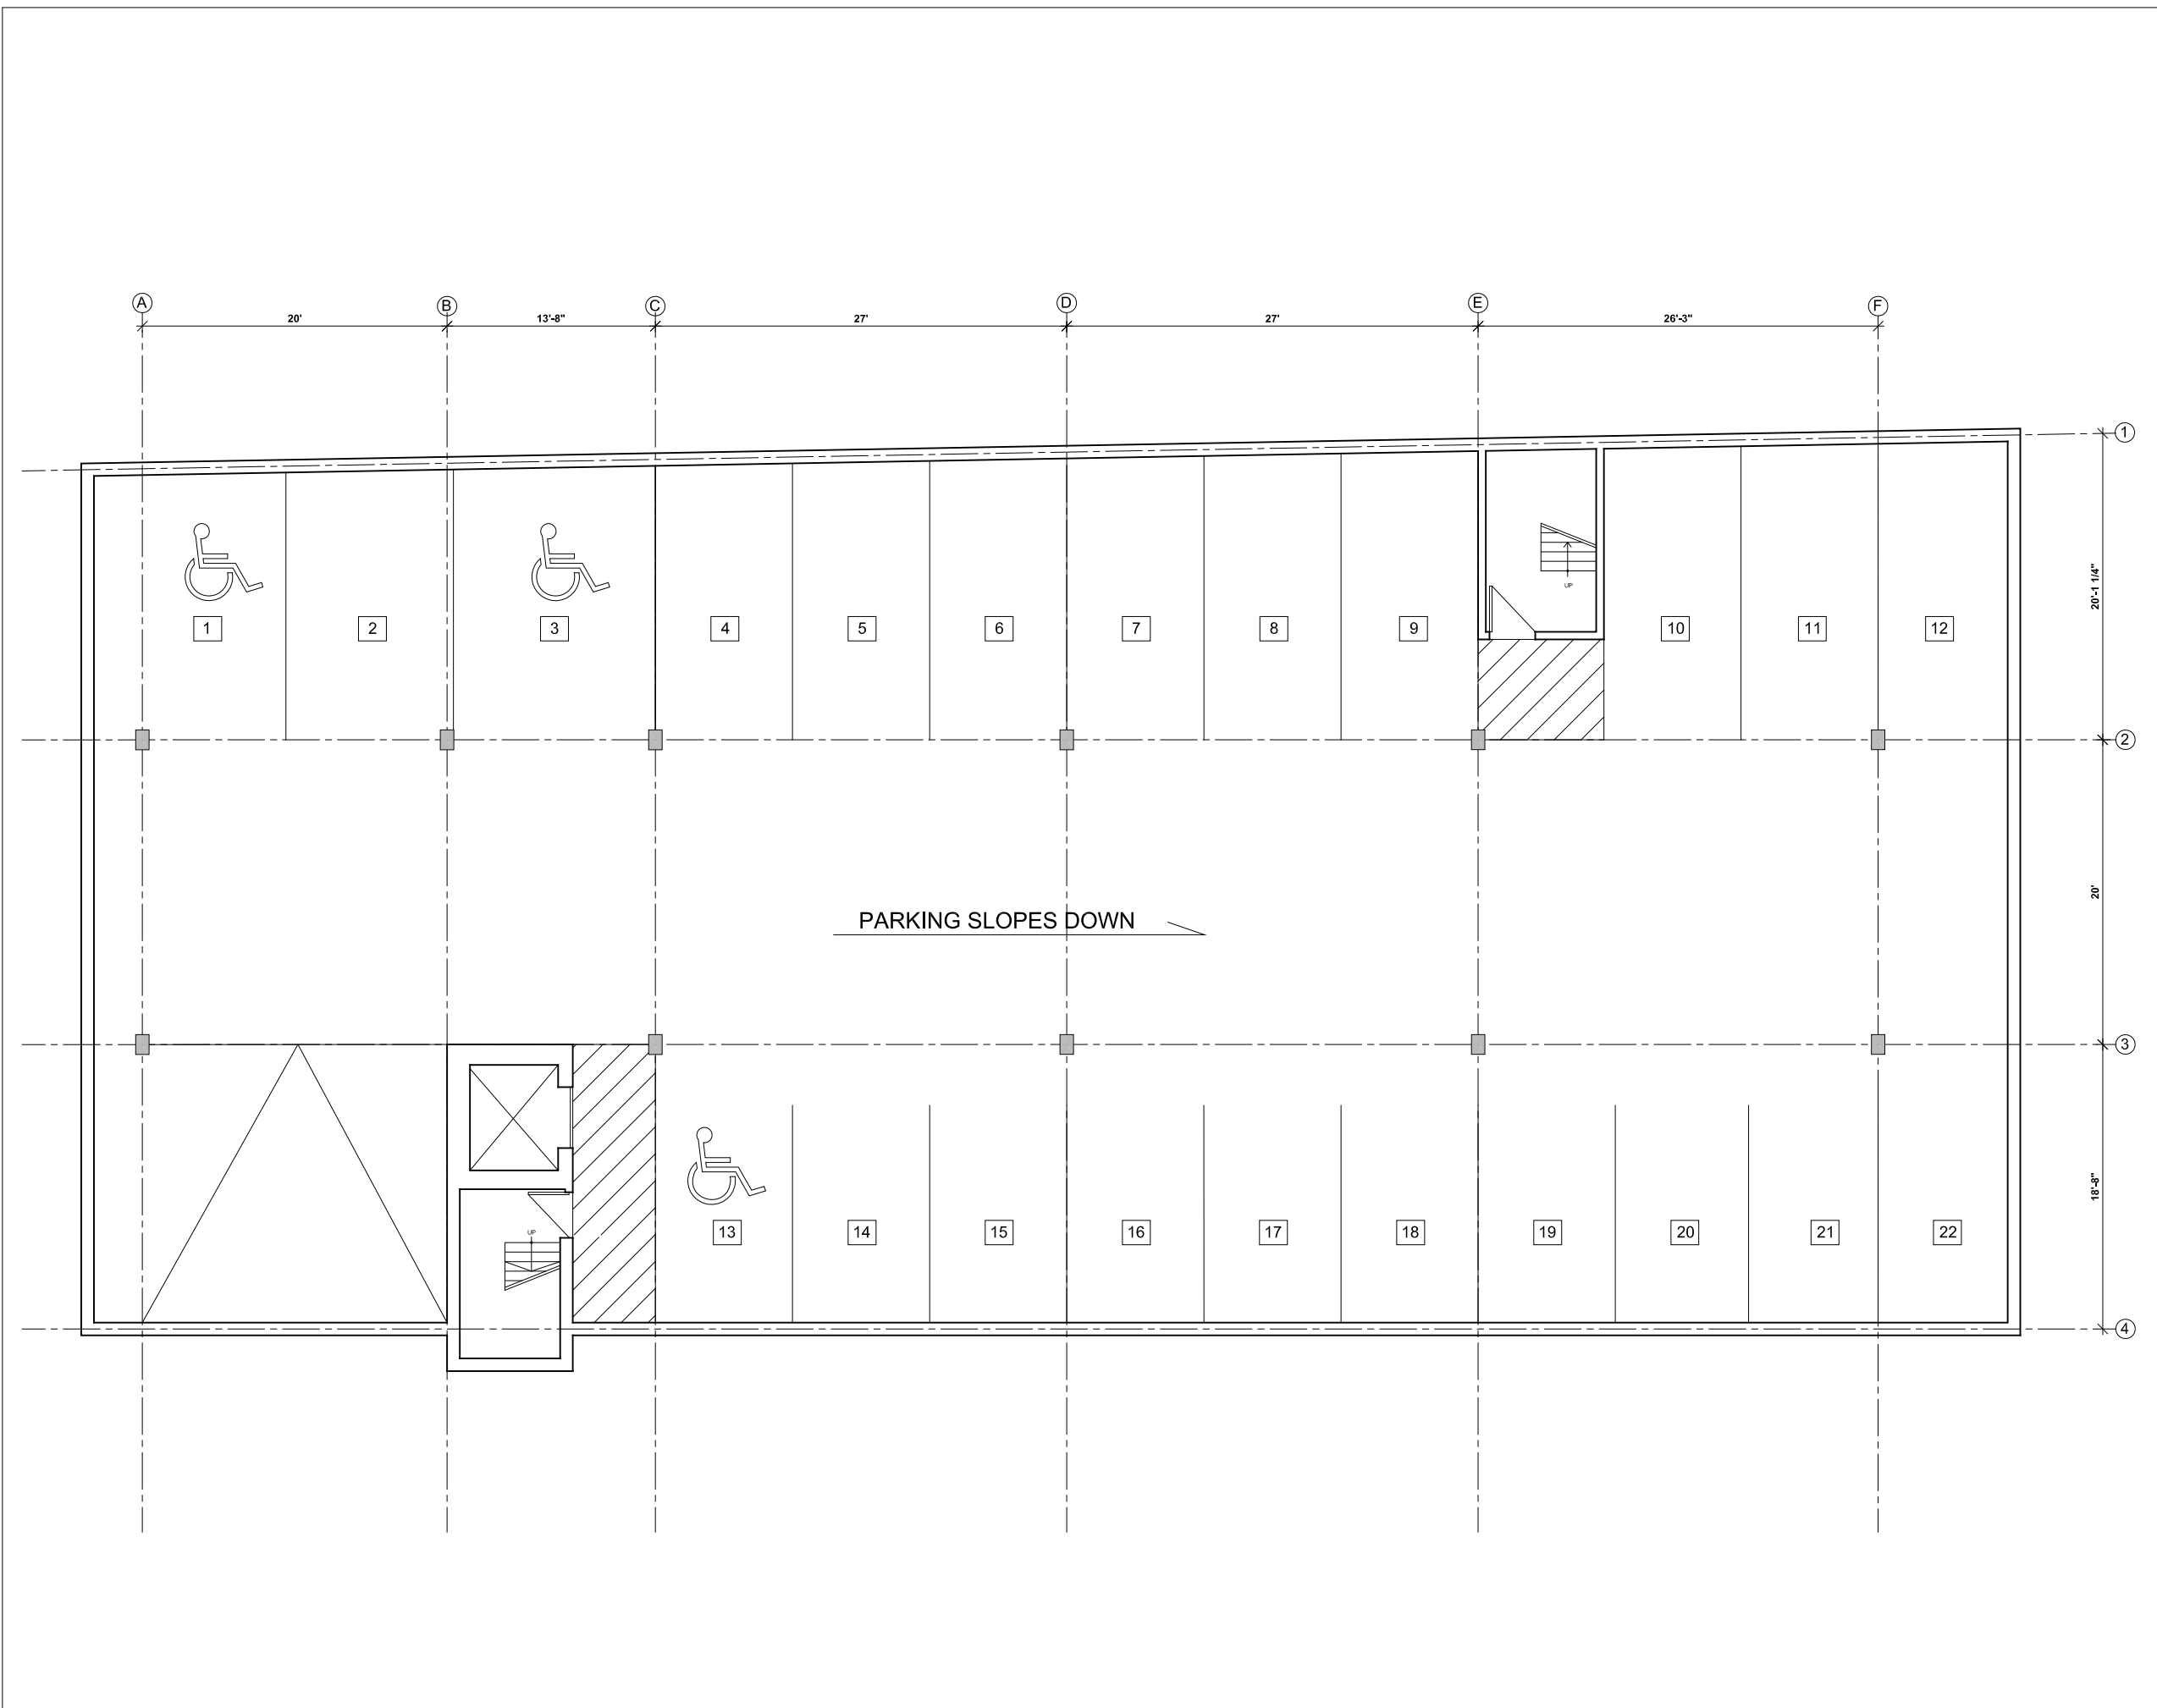 A B C D E F
20' 13'-8" 27' 27' 26'-3"
1
20'-1 1/4"
UP
1 2 3 4 5 6 7 8 9 10 11 12
2
20'
PARKING SLOPES DOWN
3
18'-8"
UP
13 14 15 16 17 18 19 20 21 22
4